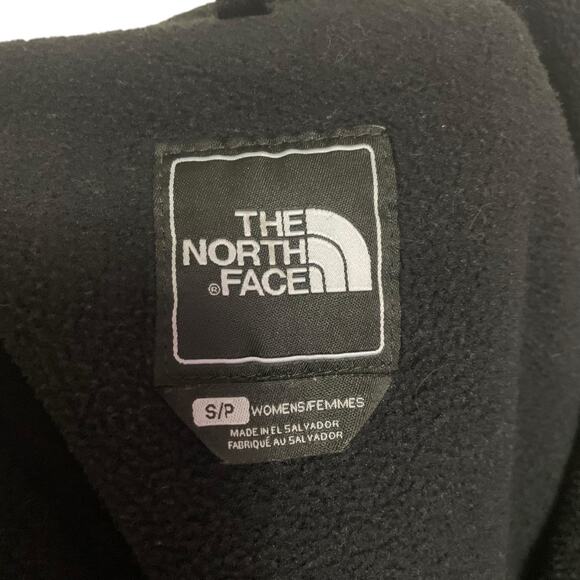 THE
NORTH
® FACE
S/P WOMENS/FEMMES
MADE IN EL SALVADOR
FABRIQUÉ AU SALVADOR